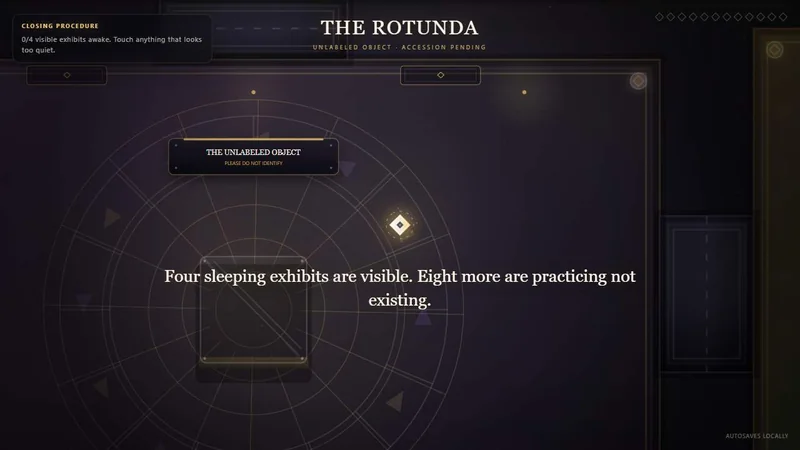 CLOSING PROCEDURE
0/4 visible exhibits awake. Touch anything that looks
too quiet.
THE ROTUNDA
UNLABELED OBJECT · ACCESSION PENDING
THE UNLABELED OBJECT
PLEASE DO NOT IDENTIFY
Four sleeping exhibits are visible. Eight more are practicing not
existing.
AUTOSAVES LOCALLY